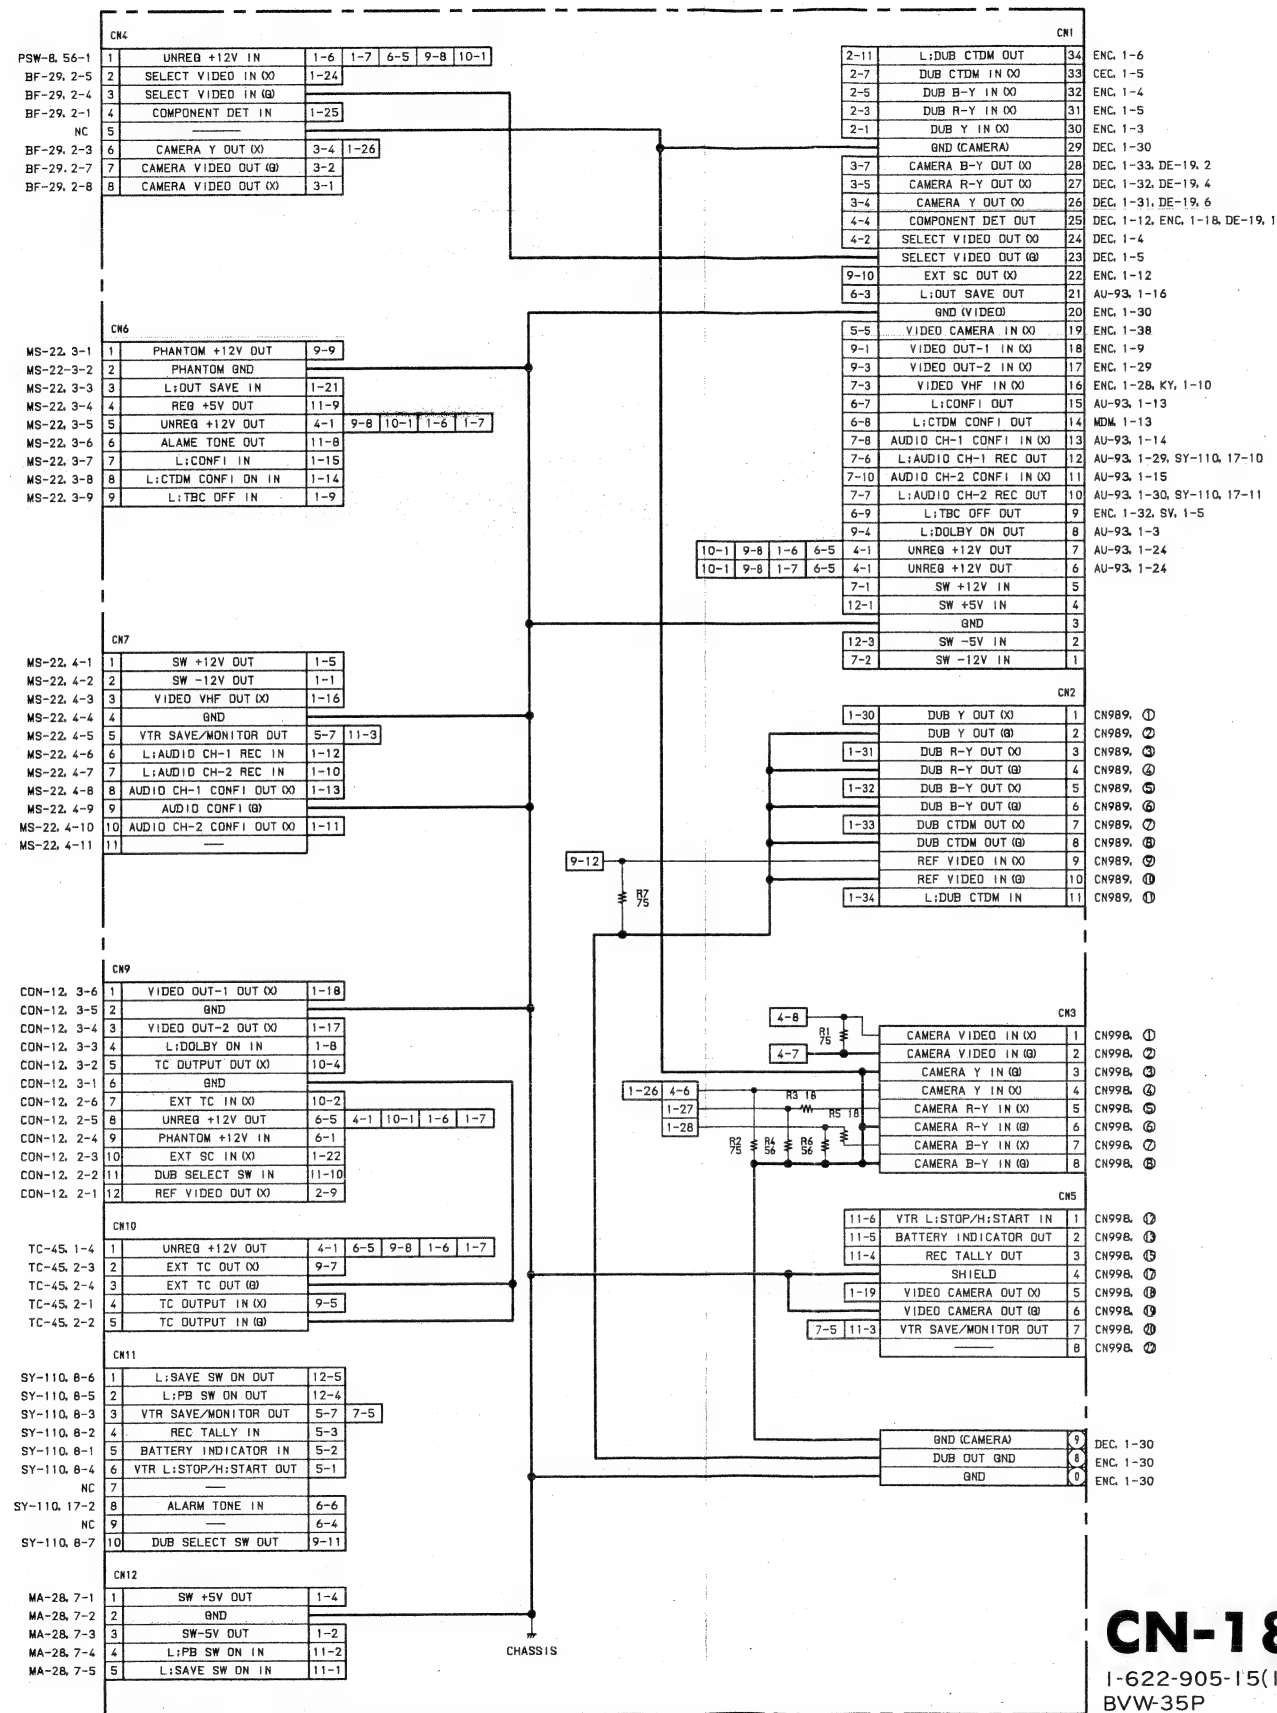 CN4
PSW-8, 56-1 1 UNREG +12V IN 1-6 1-7 6-5 9-8 10-1
BF-29, 2-5 2 SELECT VIDEO IN (X) 1-24
BF-29, 2-4 3 SELECT VIDEO IN (G)
BF-29, 2-1 4 COMPONENT DET IN 1-25
NC 5 ———
BF-29, 2-3 6 CAMERA Y OUT (X) 3-4 1-26
BF-29, 2-7 7 CAMERA VIDEO OUT (G) 3-2
BF-29, 2-8 8 CAMERA VIDEO OUT (X) 3-1
CN6
MS-22, 3-1 1 PHANTOM +12V OUT 9-9
MS-22-3-2 2 PHANTOM GND
MS-22, 3-3 3 L:OUT SAVE IN 1-21
MS-22, 3-4 4 REG +5V OUT 11-9
MS-22, 3-5 5 UNREG +12V OUT 4-1 9-8 10-1 1-6 1-7
MS-22, 3-6 6 ALAME TONE OUT 11-8
MS-22, 3-7 7 L:CONFI IN 1-15
MS-22, 3-8 8 L:CTDM CONFI ON IN 1-14
MS-22, 3-9 9 L:TBC OFF IN 1-9
CN7
MS-22, 4-1 1 SW +12V OUT 1-5
MS-22, 4-2 2 SW -12V OUT 1-1
MS-22, 4-3 3 VIDEO VHF OUT (X) 1-16
MS-22, 4-4 4 GND
MS-22, 4-5 5 VTR SAVE/MONITOR OUT 5-7 11-3
MS-22, 4-6 6 L:AUDIO CH-1 REC IN 1-12
MS-22, 4-7 7 L:AUDIO CH-2 REC IN 1-10
MS-22, 4-8 8 AUDIO CH-1 CONFI OUT (X) 1-13
MS-22, 4-9 9 AUDIO CONFI (G)
MS-22, 4-10 10 AUDIO CH-2 CONFI OUT (X) 1-11
MS-22, 4-11 11 —
CN9
CON-12, 3-6 1 VIDEO OUT-1 OUT (X) 1-18
CON-12, 3-5 2 GND
CON-12, 3-4 3 VIDEO OUT-2 OUT (X) 1-17
CON-12, 3-3 4 L:DOLBY ON IN 1-8
CON-12, 3-2 5 TC OUTPUT OUT (X) 10-4
CON-12, 3-1 6 GND
CON-12, 2-6 7 EXT TC IN (X) 10-2
CON-12, 2-5 8 UNREG +12V OUT 6-5 4-1 10-1 1-6 1-7
CON-12, 2-4 9 PHANTOM +12V IN 6-1
CON-12, 2-3 10 EXT SC IN (X) 1-22
CON-12, 2-2 11 DUB SELECT SW IN 11-10
CON-12, 2-1 12 REF VIDEO OUT (X) 2-9
CN10
TC-45, 1-4 1 UNREG +12V OUT 4-1 6-5 9-8 1-6 1-7
TC-45, 2-3 2 EXT TC OUT (X) 9-7
TC-45, 2-4 3 EXT TC OUT (G)
TC-45, 2-1 4 TC OUTPUT IN (X) 9-5
TC-45, 2-2 5 TC OUTPUT IN (G)
CN11
SY-110, 8-6 1 L:SAVE SW ON OUT 12-5
SY-110, 8-5 2 L:PB SW ON OUT 12-4
SY-110, 8-3 3 VTR SAVE/MONITOR OUT 5-7 7-5
SY-110, 8-2 4 REC TALLY IN 5-3
SY-110, 8-1 5 BATTERY INDICATOR IN 5-2
SY-110, 8-4 6 VTR L:STOP/H:START OUT 5-1
NC 7 —
SY-110, 17-2 8 ALARM TONE IN 6-6
NC 9 — 6-4
SY-110, 8-7 10 DUB SELECT SW OUT 9-11
CN12
MA-28, 7-1 1 SW +5V OUT 1-4
MA-28, 7-2 2 GND
MA-28, 7-3 3 SW-5V OUT 1-2
MA-28, 7-4 4 L:PB SW ON IN 11-2
MA-28, 7-5 5 L:SAVE SW ON IN 11-1
CHASSIS
CN1
2-11 L:DUB CTDM OUT 34 ENC, 1-6
2-7 DUB CTDM IN (X) 33 CEC, 1-5
2-5 DUB B-Y IN (X) 32 ENC, 1-4
2-3 DUB R-Y IN (X) 31 ENC, 1-5
2-1 DUB Y IN (X) 30 ENC, 1-3
GND (CAMERA) 29 DEC, 1-30
3-7 CAMERA B-Y OUT (X) 28 DEC, 1-33, DE-19, 2
3-5 CAMERA R-Y OUT (X) 27 DEC, 1-32, DE-19, 4
3-4 CAMERA Y OUT (X) 26 DEC, 1-31, DE-19, 6
4-4 COMPONENT DET OUT 25 DEC, 1-12, ENC, 1-18, DE-19, 1
4-2 SELECT VIDEO OUT (X) 24 DEC, 1-4
SELECT VIDEO OUT (G) 23 DEC, 1-5
9-10 EXT SC OUT (X) 22 ENC, 1-12
6-3 L:OUT SAVE OUT 21 AU-93, 1-16
GND (VIDEO) 20 ENC, 1-30
5-5 VIDEO CAMERA IN (X) 19 ENC, 1-38
9-1 VIDEO OUT-1 IN (X) 18 ENC, 1-9
9-3 VIDEO OUT-2 IN (X) 17 ENC, 1-29
7-3 VIDEO VHF IN (X) 16 ENC, 1-28, KY, 1-10
6-7 L:CONFI OUT 15 AU-93, 1-13
6-8 L:CTDM CONFI OUT 14 MDM, 1-13
7-8 AUDIO CH-1 CONFI IN (X) 13 AU-93, 1-14
7-6 L:AUDIO CH-1 REC OUT 12 AU-93, 1-29, SY-110, 17-10
7-10 AUDIO CH-2 CONFI IN (X) 11 AU-93, 1-15
7-7 L:AUDIO CH-2 REC OUT 10 AU-93, 1-30, SY-110, 17-11
6-9 L:TBC OFF OUT 9 ENC, 1-32, SV, 1-5
9-4 L:DOLBY ON OUT 8 AU-93, 1-3
10-1 9-8 1-6 6-5 4-1 UNREG +12V OUT 7 AU-93, 1-24
10-1 9-8 1-7 6-5 4-1 UNREG +12V OUT 6 AU-93, 1-24
7-1 SW +12V IN 5
12-1 SW +5V IN 4
GND 3
12-3 SW -5V IN 2
7-2 SW -12V IN 1
CN2
1-30 DUB Y OUT (X) 1 CN989, ①
DUB Y OUT (G) 2 CN989, ②
1-31 DUB R-Y OUT (X) 3 CN989, ③
DUB R-Y OUT (G) 4 CN989, ④
1-32 DUB B-Y OUT (X) 5 CN989, ⑤
DUB B-Y OUT (G) 6 CN989, ⑥
1-33 DUB CTDM OUT (X) 7 CN989, ⑦
DUB CTDM OUT (G) 8 CN989, ⑧
9-12 REF VIDEO IN (X) 9 CN989, ⑨
REF VIDEO IN (G) 10 CN989, ⑩
1-34 L:DUB CTDM IN 11 CN989, ⑪
R7
75
CN3
4-8 R1 75 CAMERA VIDEO IN (X) 1 CN998, ①
4-7 CAMERA VIDEO IN (G) 2 CN998, ②
CAMERA Y IN (G) 3 CN998, ③
1-26 4-6 CAMERA Y IN (X) 4 CN998, ④
1-27 R3 18 CAMERA R-Y IN (X) 5 CN998, ⑤
1-28 R5 18 CAMERA R-Y IN (G) 6 CN998, ⑥
R2 75 R4 56 R6 56 CAMERA B-Y IN (X) 7 CN998, ⑦
CAMERA B-Y IN (G) 8 CN998, ⑧
CN5
11-6 VTR L:STOP/H:START IN 1 CN998, ⑫
11-5 BATTERY INDICATOR OUT 2 CN998, ⑬
11-4 REC TALLY OUT 3 CN998, ⑮
SHIELD 4 CN998, ⑰
1-19 VIDEO CAMERA OUT (X) 5 CN998, ⑱
VIDEO CAMERA OUT (G) 6 CN998, ⑲
7-5 11-3 VTR SAVE/MONITOR OUT 7 CN998, ⑳
——— 8 CN998, ㉒
GND (CAMERA) 9 DEC, 1-30
DUB OUT GND 8 ENC, 1-30
GND 0 ENC, 1-30
CN-18
1-622-905-15(1
BVW-35P